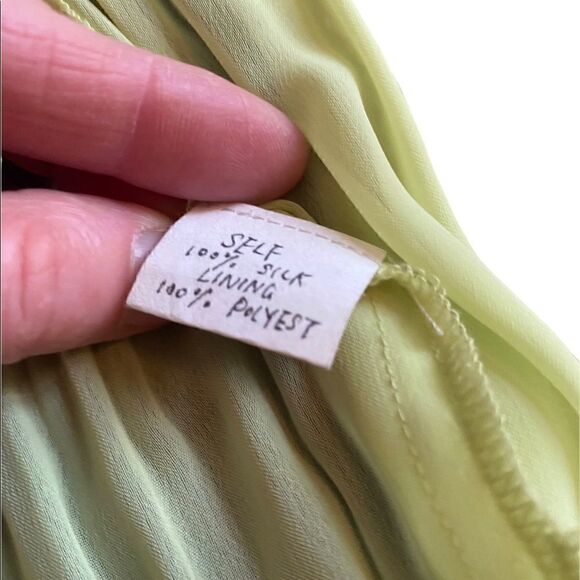 SELF
100% SILK
LINING
100% POLYEST